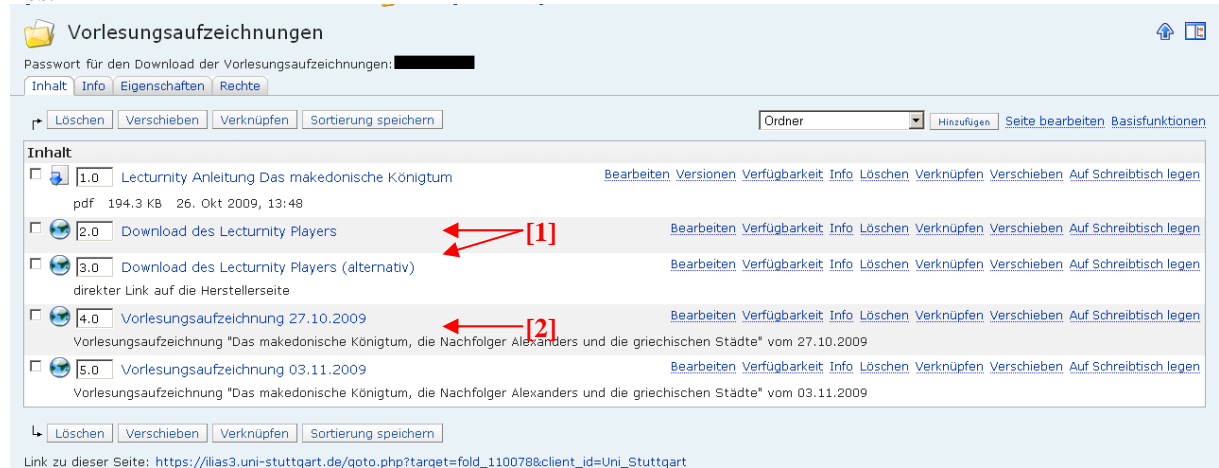 Vorlesungsaufzeichnungen
Passwort für den Download der Vorlesungsaufzeichnungen:
Inhalt Info Eigenschaften Rechte
Löschen Verschieben Verknüpfen Sortierung speichern Ordner Hinzufügen Seite bearbeiten Basisfunktionen
Inhalt
1.0 Lecturnity Anleitung Das makedonische Königtum Bearbeiten Versionen Verfügbarkeit Info Löschen Verknüpfen Verschieben Auf Schreibtisch legen
pdf 194.3 KB 26. Okt 2009, 13:48
2.0 Download des Lecturnity Players [1] Bearbeiten Verfügbarkeit Info Löschen Verknüpfen Verschieben Auf Schreibtisch legen
3.0 Download des Lecturnity Players (alternativ) Bearbeiten Verfügbarkeit Info Löschen Verknüpfen Verschieben Auf Schreibtisch legen
direkter Link auf die Herstellerseite
4.0 Vorlesungsaufzeichnung 27.10.2009 [2] Bearbeiten Verfügbarkeit Info Löschen Verknüpfen Verschieben Auf Schreibtisch legen
Vorlesungsaufzeichnung "Das makedonische Königtum, die Nachfolger Alexanders und die griechischen Städte" vom 27.10.2009
5.0 Vorlesungsaufzeichnung 03.11.2009 Bearbeiten Verfügbarkeit Info Löschen Verknüpfen Verschieben Auf Schreibtisch legen
Vorlesungsaufzeichnung "Das makedonische Königtum, die Nachfolger Alexanders und die griechischen Städte" vom 03.11.2009
Löschen Verschieben Verknüpfen Sortierung speichern
Link zu dieser Seite: https://ilias3.uni-stuttgart.de/goto.php?target=fold_110078&client_id=Uni_Stuttgart